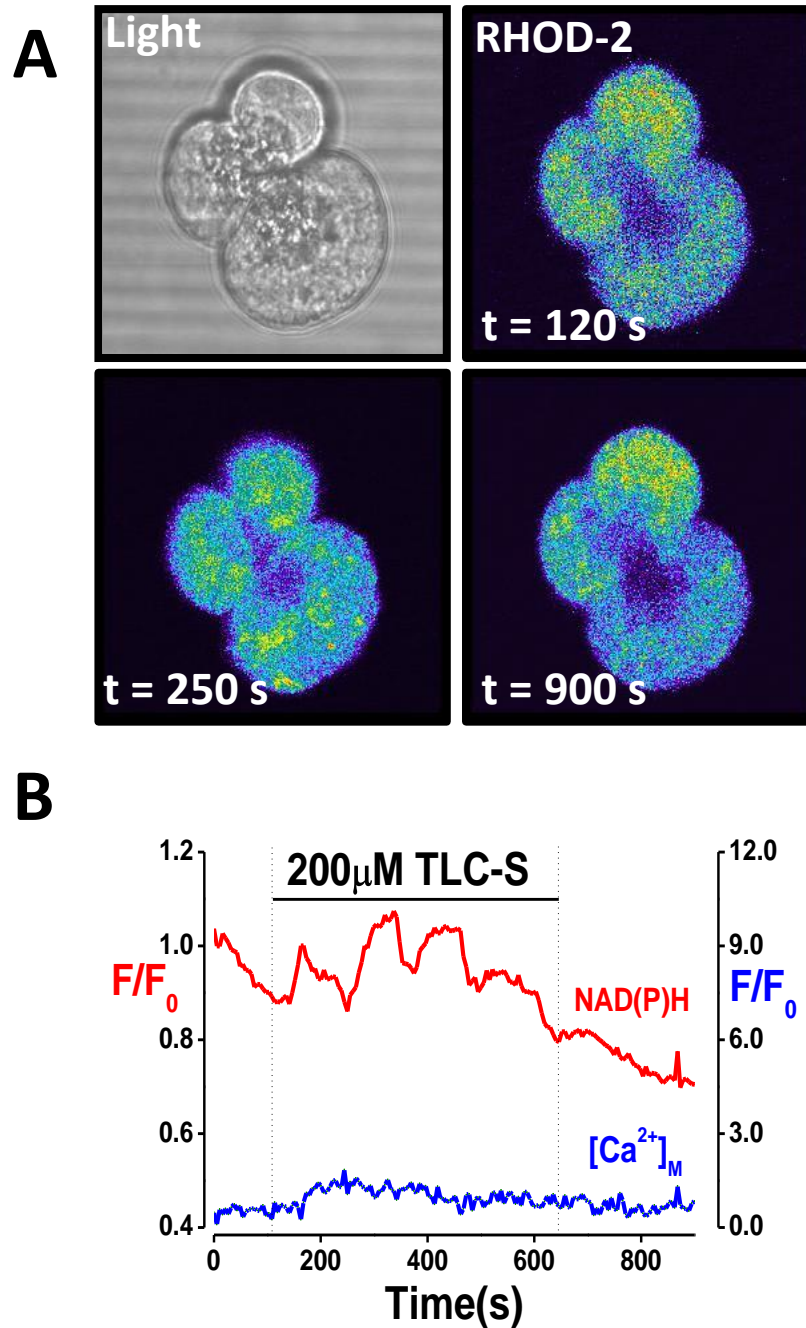 A
Light
RHOD-2
t = 120 s
t = 250 s
t = 900 s
B
200μM TLC-S
1.2
1.0
0.8
0.6
0.4
F/F₀
NAD(P)H
[Ca²⁺]ₘ
12.0
9.0
6.0
3.0
0.0
F/F₀
0
200
400
600
800
Time(s)